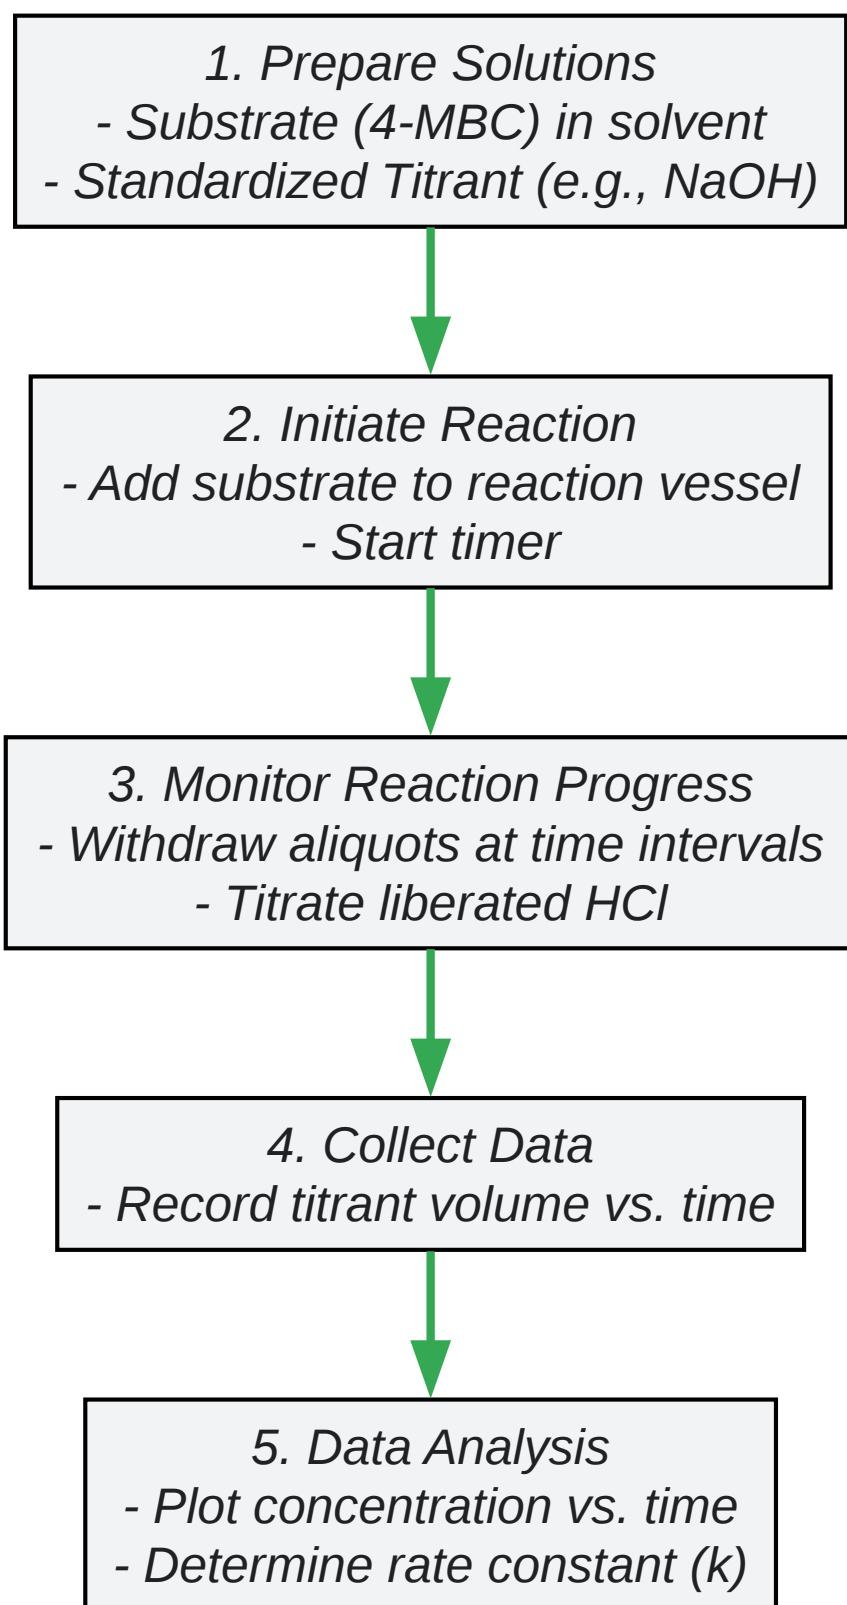 1. Prepare Solutions
- Substrate (4-MBC) in solvent
- Standardized Titrant (e.g., NaOH)
2. Initiate Reaction
- Add substrate to reaction vessel
- Start timer
3. Monitor Reaction Progress
- Withdraw aliquots at time intervals
- Titrate liberated HCl
4. Collect Data
- Record titrant volume vs. time
5. Data Analysis
- Plot concentration vs. time
- Determine rate constant (k)